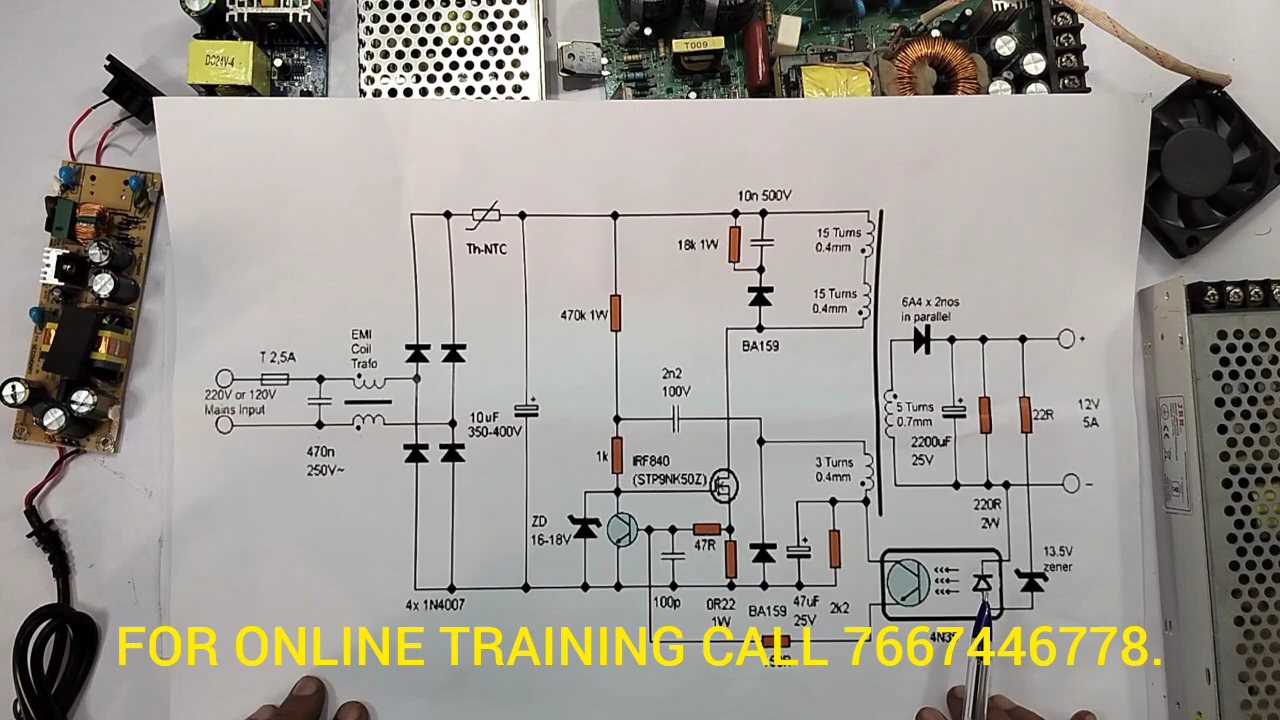 DC24V-4
T009
10n 500V
18k 1W
15 Turns
0.4mm
Th-NTC
470k 1W
15 Turns
0.4mm
6A4 x 2nos
in parallel
BA159
EMI
Coil
Trafo
T 2,5A
2n2
100V
220V or 120V
Mains Input
10uF
350-400V
5 Turns
0.7mm
22R
12V
5A
2200uF
25V
470n
250V~
1k
IRF840
(STP9NK50Z)
3 Turns
0.4mm
220R
2W
ZD
16-18V
47R
13.5V
zener
4x 1N4007
100p
0R22
1W
BA159
47uF
25V
2k2
+
-
FOR ONLINE TRAINING CALL 7667446778.